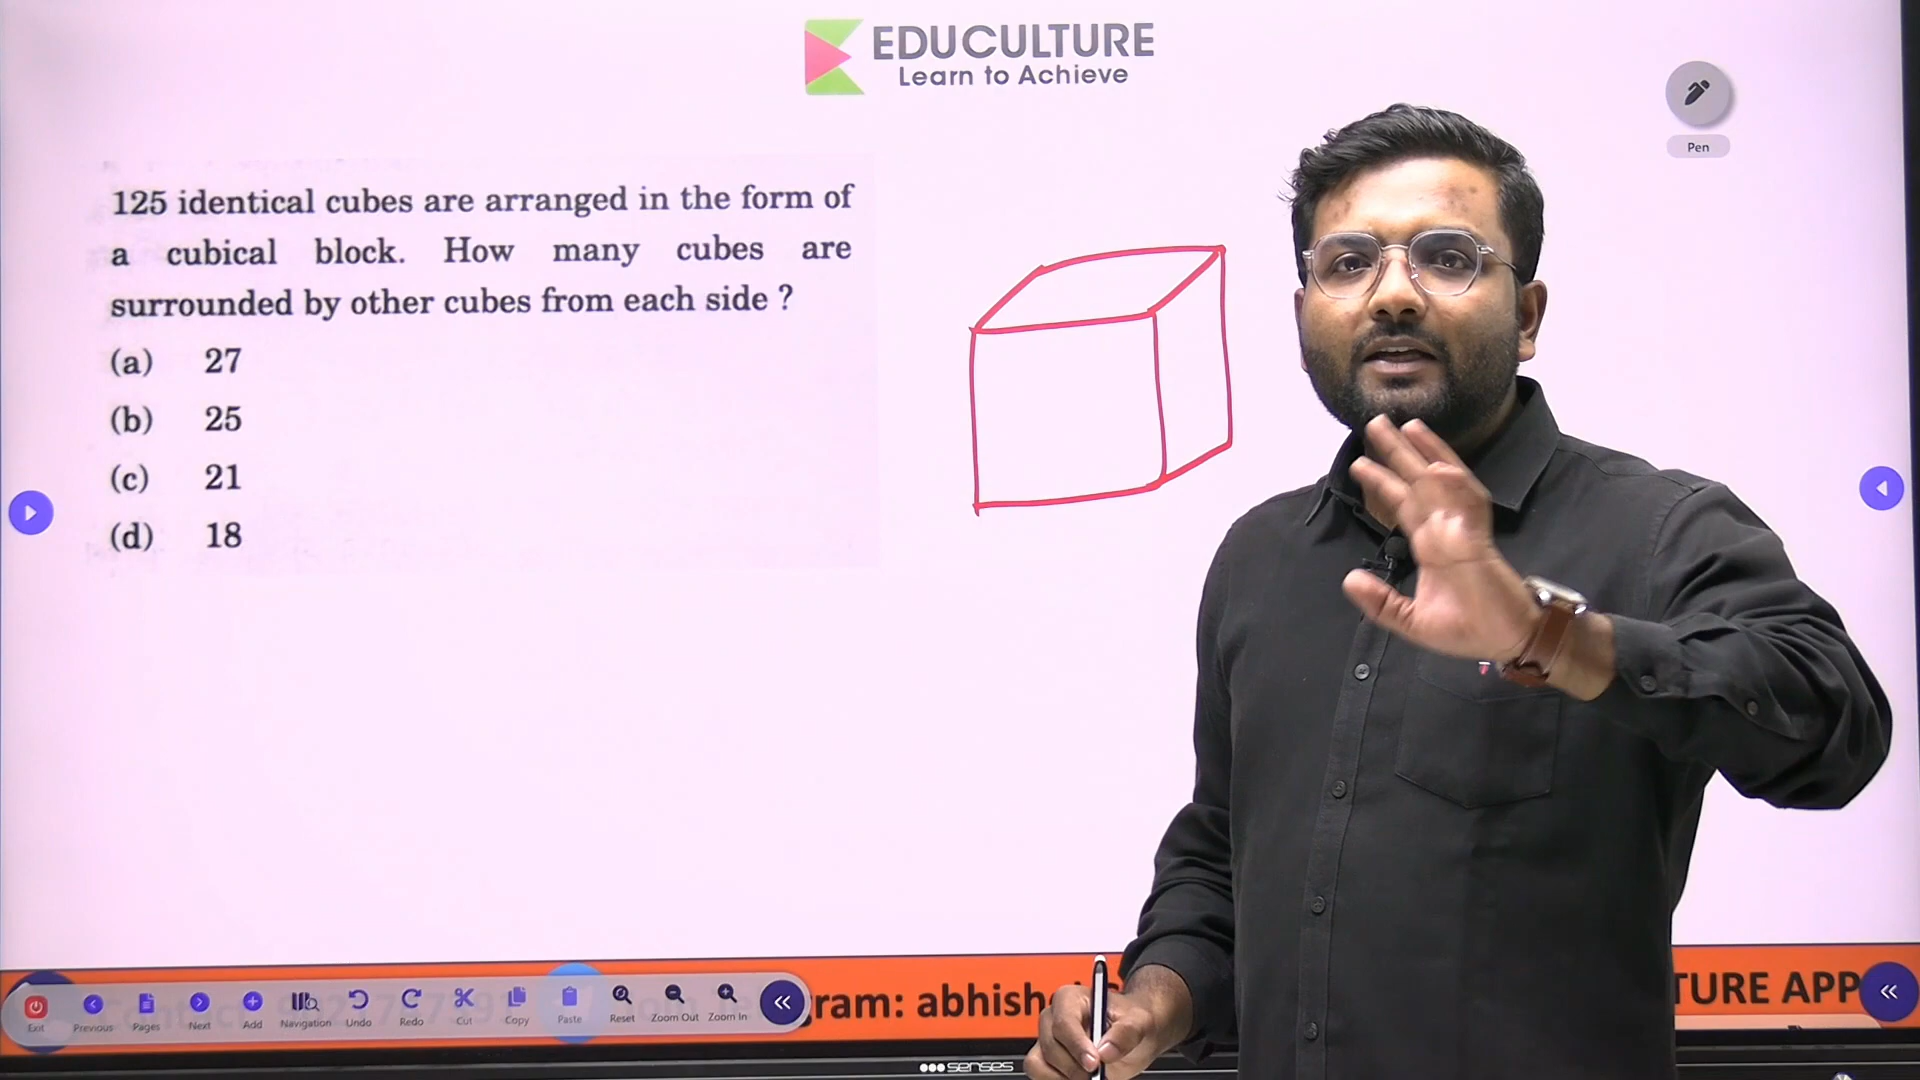 EDUCULTURE
Learn to Achieve
Pen
125 identical cubes are arranged in the form of
a cubical block. How many cubes are
surrounded by other cubes from each side ?
(a) 27
(b) 25
(c) 21
(d) 18
gram: abhish
TURE APP
Exit Previous Pages Next Add Navigation Undo Redo Cut Copy Paste Reset Zoom Out Zoom In
senses